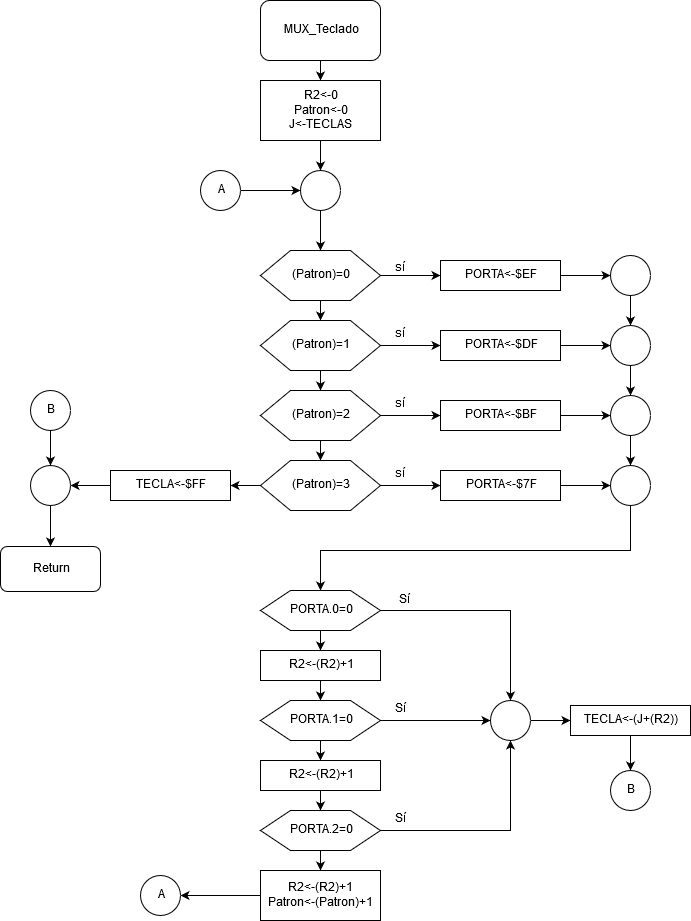 MUX_Teclado
R2<-0
Patron<-0
J<-TECLAS
A
(Patron)=0
sí
PORTA<-$EF
(Patron)=1
sí
PORTA<-$DF
B
(Patron)=2
sí
PORTA<-$BF
TECLA<-$FF
(Patron)=3
sí
PORTA<-$7F
Return
PORTA.0=0
Sí
R2<-(R2)+1
PORTA.1=0
Sí
TECLA<-(J+(R2))
R2<-(R2)+1
B
PORTA.2=0
Sí
A
R2<-(R2)+1
Patron<-(Patron)+1